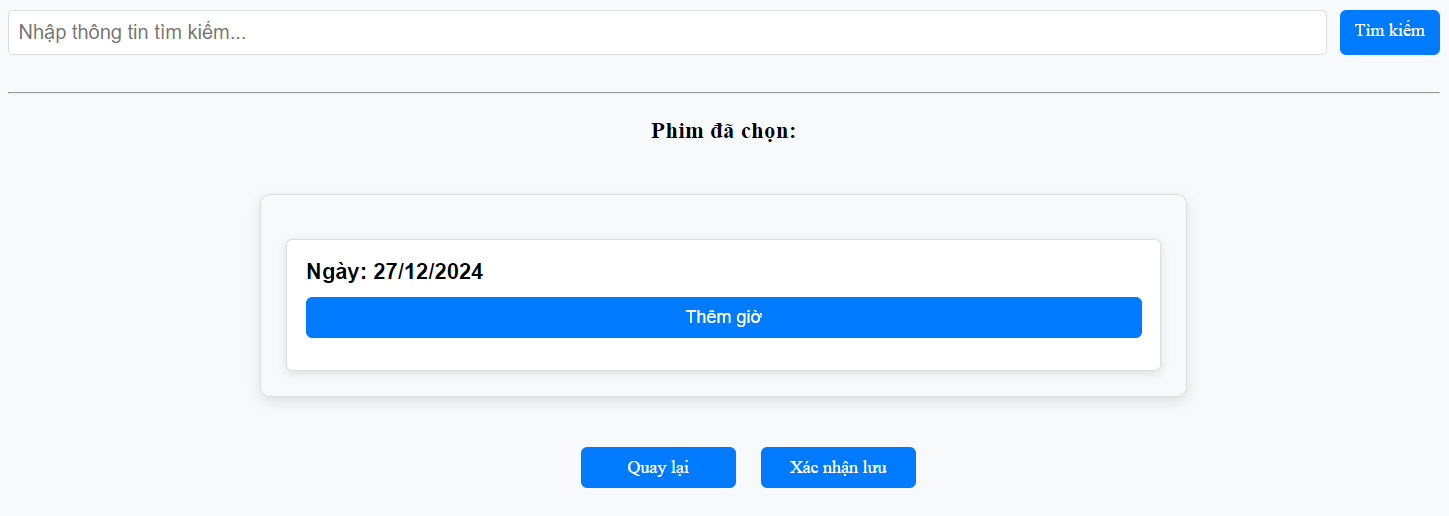 Nhập thông tin tìm kiếm...
Tìm kiếm
Phim đã chọn:
Ngày: 27/12/2024
Thêm giờ
Quay lại
Xác nhận lưu